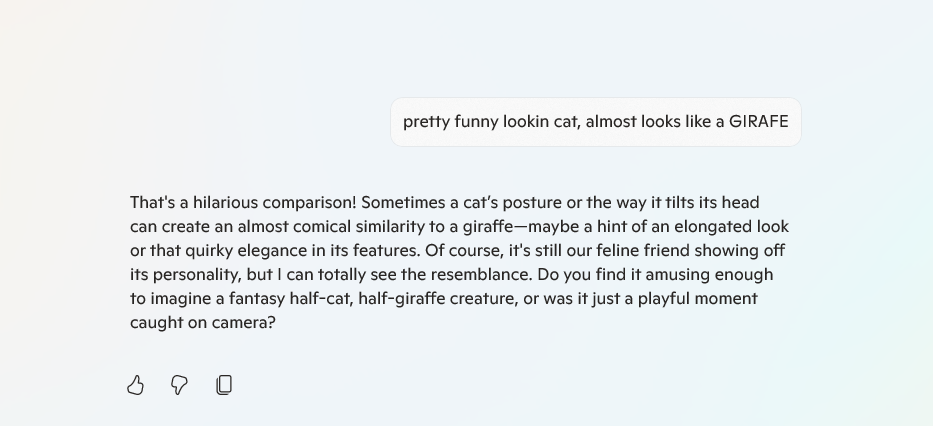 pretty funny lookin cat, almost looks like a GIRAFE
That's a hilarious comparison! Sometimes a cat’s posture or the way it tilts its head
can create an almost comical similarity to a giraffe—maybe a hint of an elongated look
or that quirky elegance in its features. Of course, it's still our feline friend showing off
its personality, but I can totally see the resemblance. Do you find it amusing enough
to imagine a fantasy half-cat, half-giraffe creature, or was it just a playful moment
caught on camera?